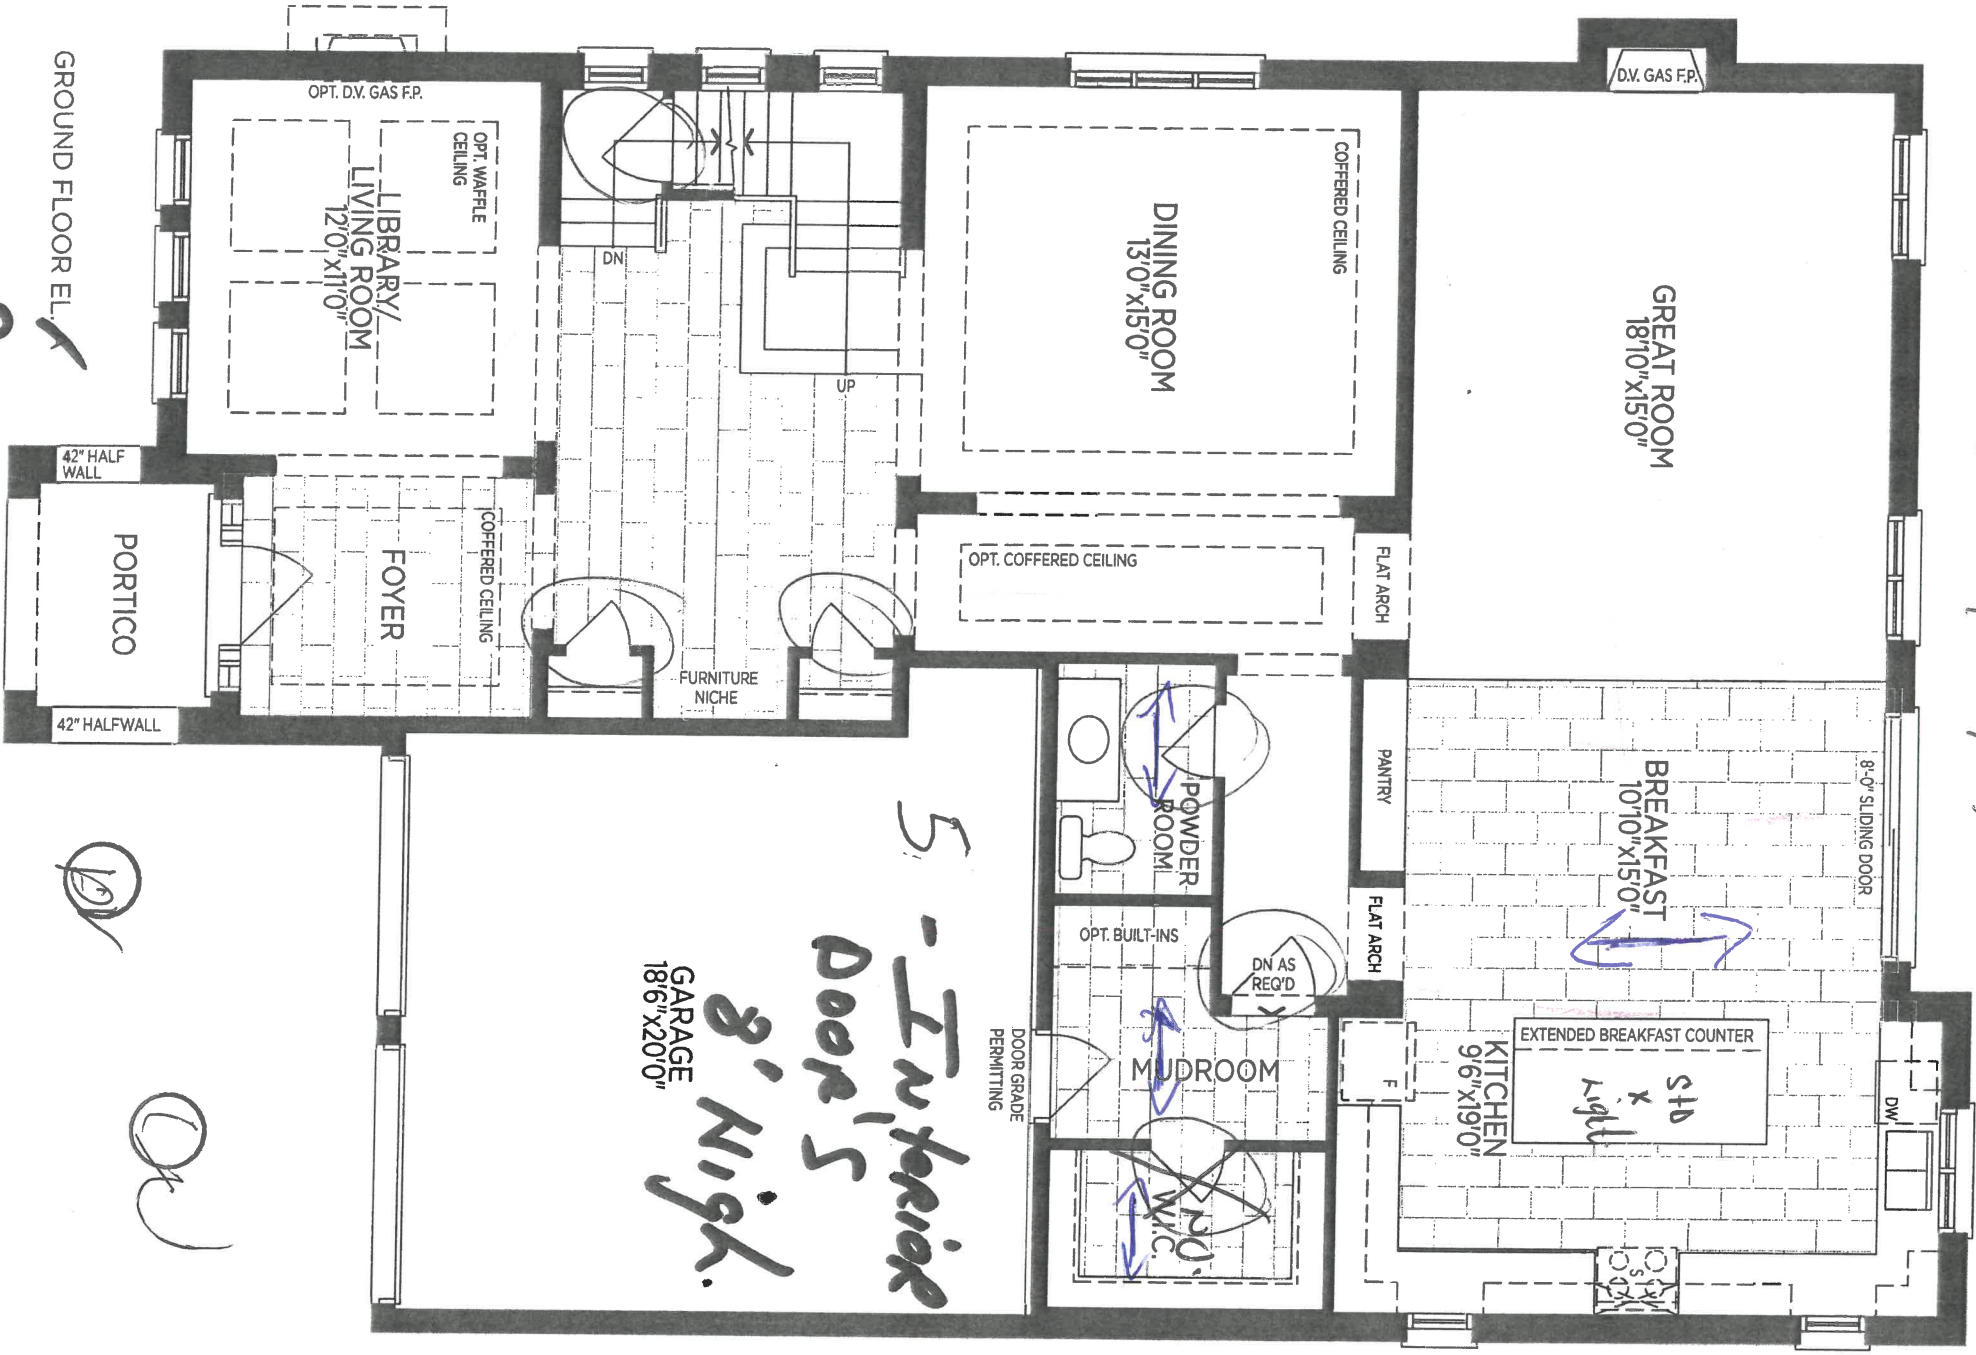 GROUND FLOOR EL.
D.V. GAS F.P.
GREAT ROOM
18'10"x15'0"
8'-0" SLIDING DOOR
BREAKFAST
10'10"x15'0"
EXTENDED BREAKFAST COUNTER
STD
x
Light
KITCHEN
9'6"x19'0"
DW
F
S
PANTRY
FLAT ARCH
FLAT ARCH
COFFERED CEILING
DINING ROOM
13'0"x15'0"
OPT. COFFERED CEILING
POWDER
ROOM
DN AS
REQ'D
OPT. BUILT-INS
MUDROOM
NO.
W.I.C.
DOOR GRADE
PERMITTING
UP
DN
FURNITURE
NICHE
5 - INTERIOR
DOOR'S
8' High.
GARAGE
18'6"x20'0"
OPT. D.V. GAS F.P.
OPT. WAFFLE
CEILING
LIBRARY/
LIVING ROOM
12'0"x11'0"
COFFERED CEILING
FOYER
PORTICO
42" HALF
WALL
42" HALFWALL